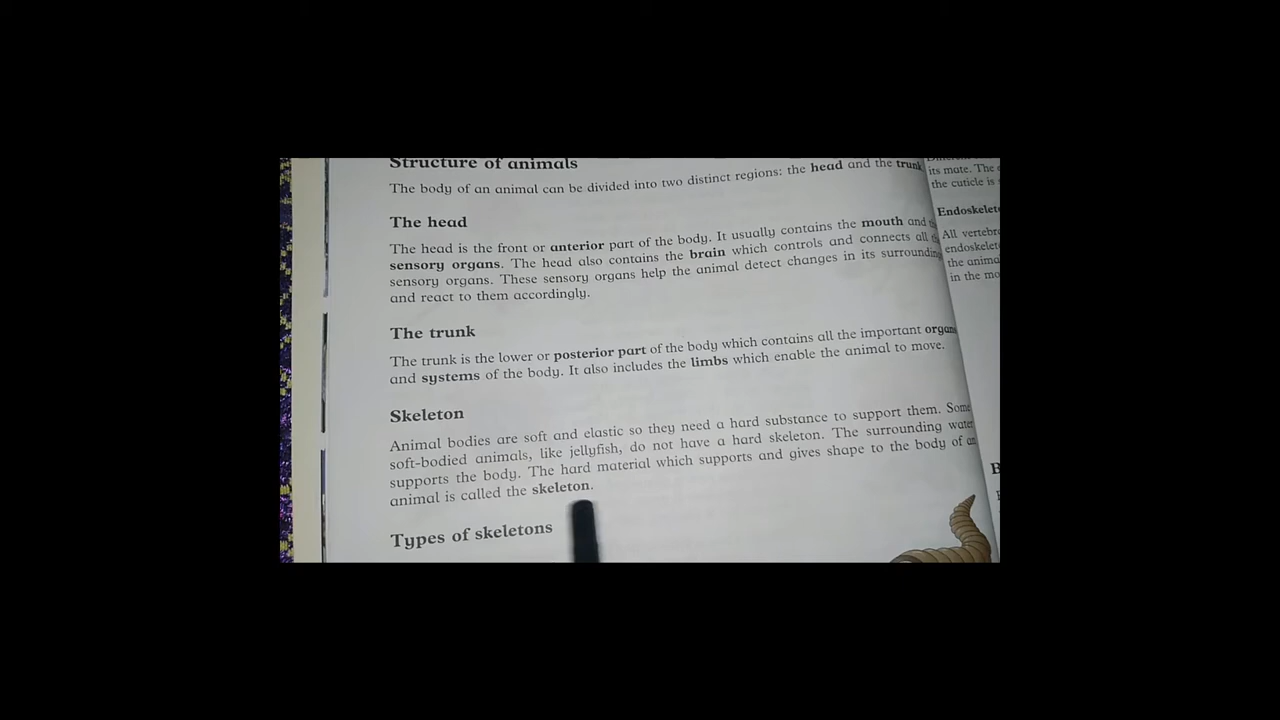 Structure of animals
The body of an animal can be divided into two distinct regions: the head and the trunk
The head
The head is the front or anterior part of the body. It usually contains the mouth and
sensory organs. The head also contains the brain which controls and connects all
sensory organs. These sensory organs help the animal detect changes in its surrounding
and react to them accordingly.
The trunk
The trunk is the lower or posterior part of the body which contains all the important organs
and systems of the body. It also includes the limbs which enable the animal to move.
Skeleton
Animal bodies are soft and elastic so they need a hard substance to support them. Some
soft-bodied animals, like jellyfish, do not have a hard skeleton. The surrounding water
supports the body. The hard material which supports and gives shape to the body of an
animal is called the skeleton.
Types of skeletons
its mate. The
the cuticle is
Endoskelet
All vertebr
endoskelet
the anima
in the mo